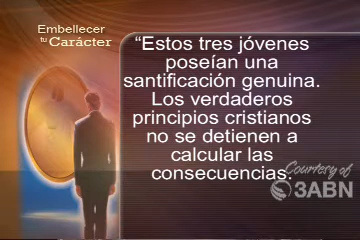 Embellecer
tu Carácter
“Estos tres jóvenes
poseían una
santificación genuina.
Los verdaderos
principios cristianos
no se detienen a
calcular las
consecuencias.
Courtesy of
3ABN